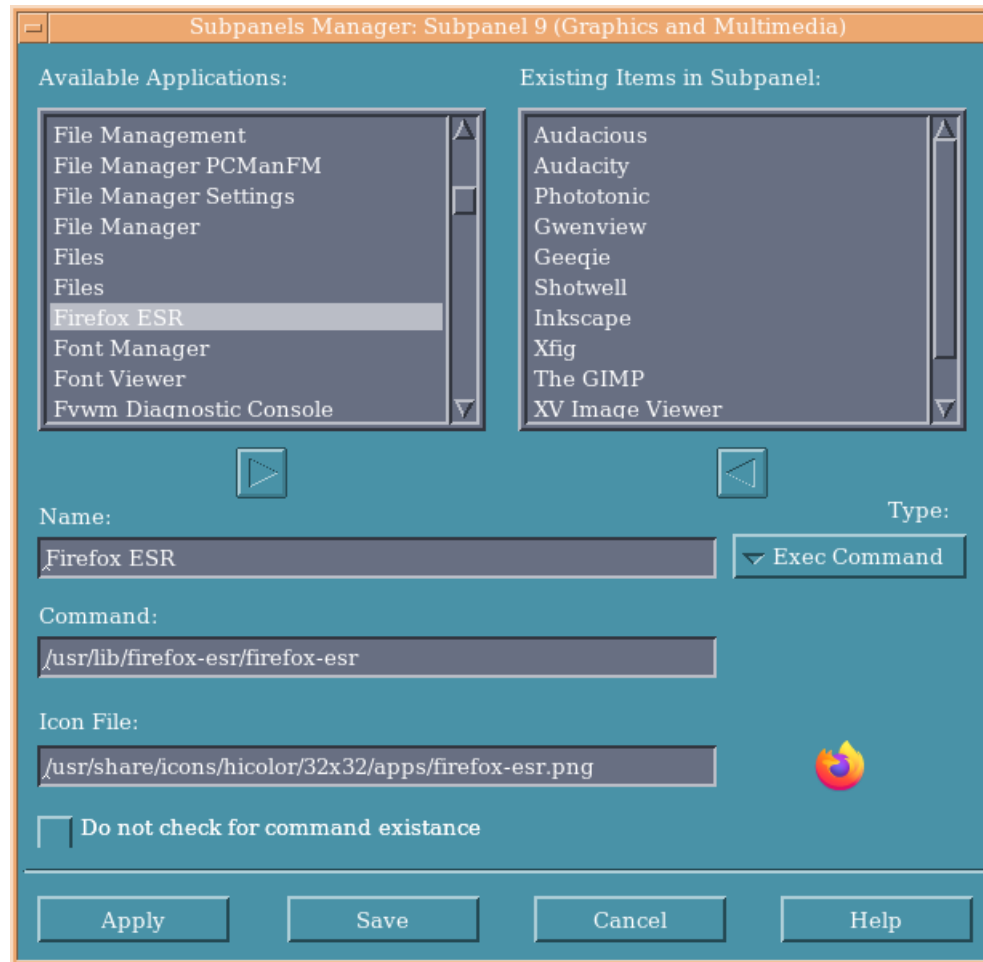 Subpanels Manager: Subpanel 9 (Graphics and Multimedia)
Available Applications:
File Management
File Manager PCManFM
File Manager Settings
File Manager
Files
Files
Firefox ESR
Font Manager
Font Viewer
Fvwm Diagnostic Console
Existing Items in Subpanel:
Audacious
Audacity
Phototonic
Gwenview
Geeqie
Shotwell
Inkscape
Xfig
The GIMP
XV Image Viewer
Name:
Firefox ESR
Type:
Exec Command
Command:
/usr/lib/firefox-esr/firefox-esr
Icon File:
/usr/share/icons/hicolor/32x32/apps/firefox-esr.png
Do not check for command existance
Apply
Save
Cancel
Help